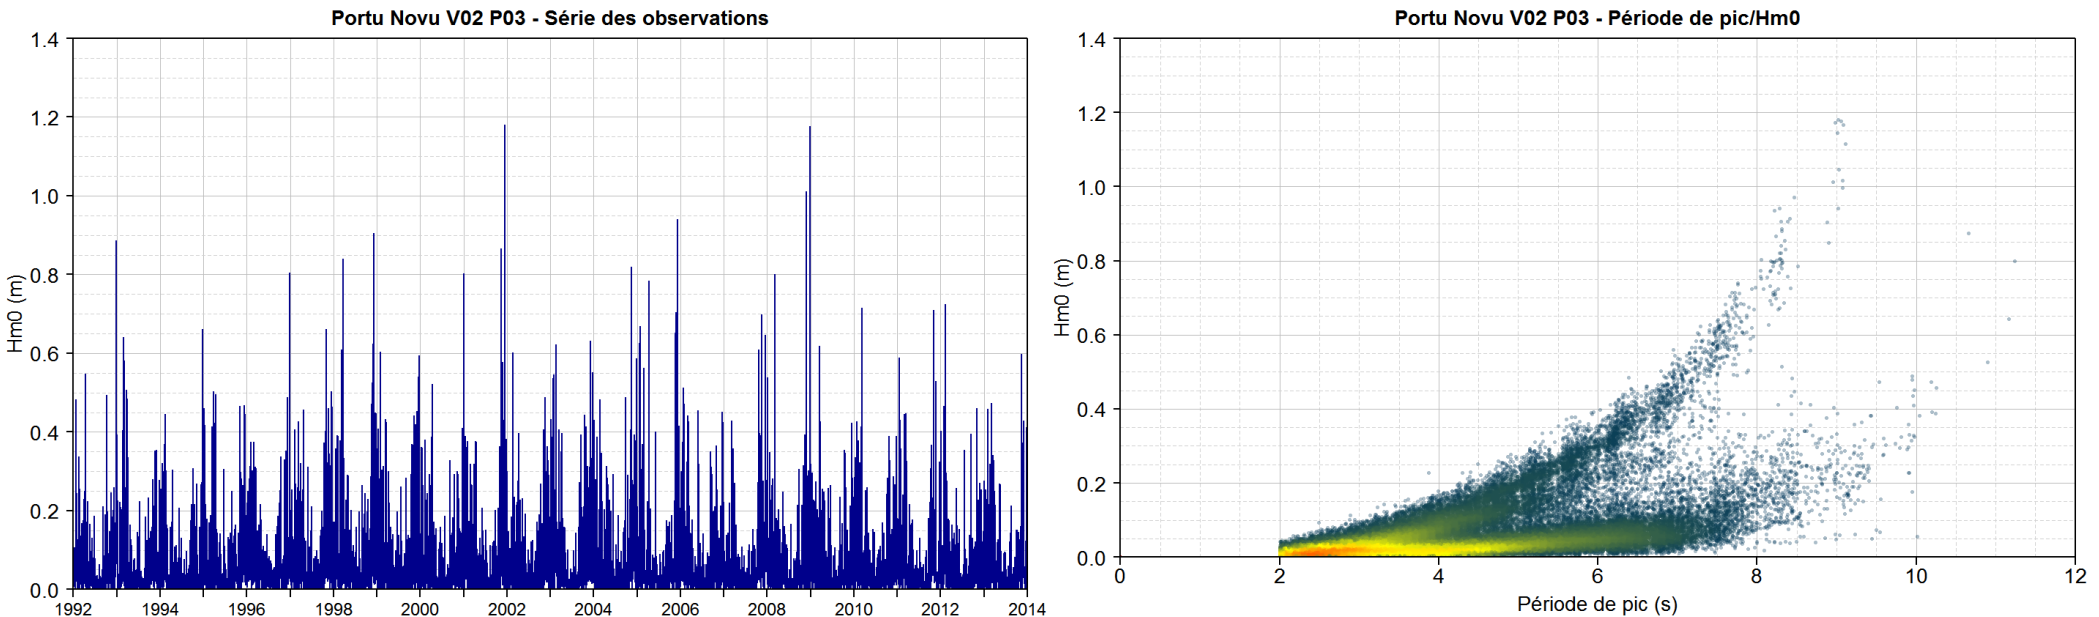 Portu Novu V02 P03 - Série des observations
1.4
1.2
1.0
0.8
0.6
0.4
0.2
0.0
Hm0 (m)
1992 1994 1996 1998 2000 2002 2004 2006 2008 2010 2012 2014
Portu Novu V02 P03 - Période de pic/Hm0
1.4
1.2
1.0
0.8
0.6
0.4
0.2
0.0
Hm0 (m)
0 2 4 6 8 10 12
Période de pic (s)